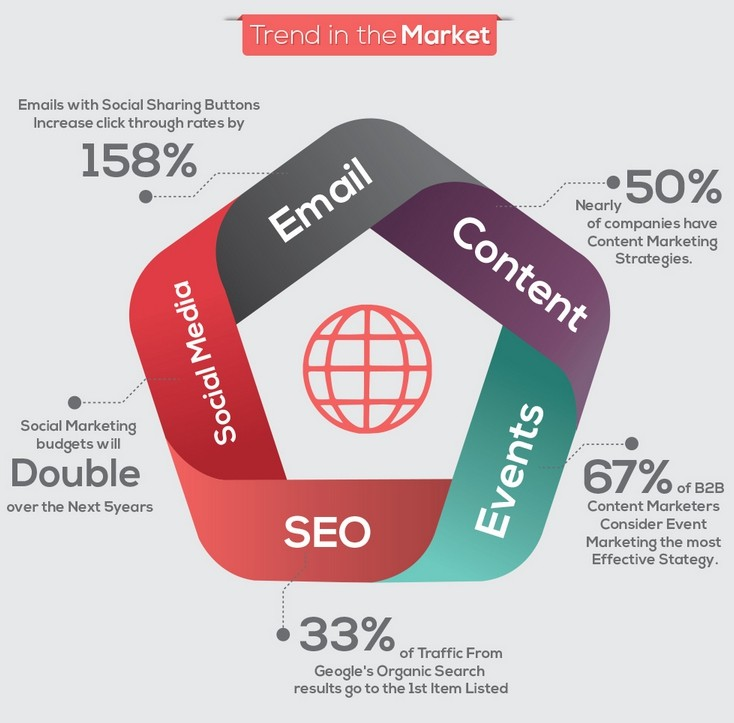 Trend in the Market
Emails with Social Sharing Buttons
Increase click through rates by
158%
Email
50%
Nearly
of companies have
Content Marketing
Strategies.
Content
Social Media
Social Marketing
budgets will
Double
over the Next 5years
Events
67% of B2B
Content Marketers
Consider Event
Marketing the most
Effective Stategy.
SEO
33% of Traffic From
Geogle's Organic Search
results go to the 1st Item Listed